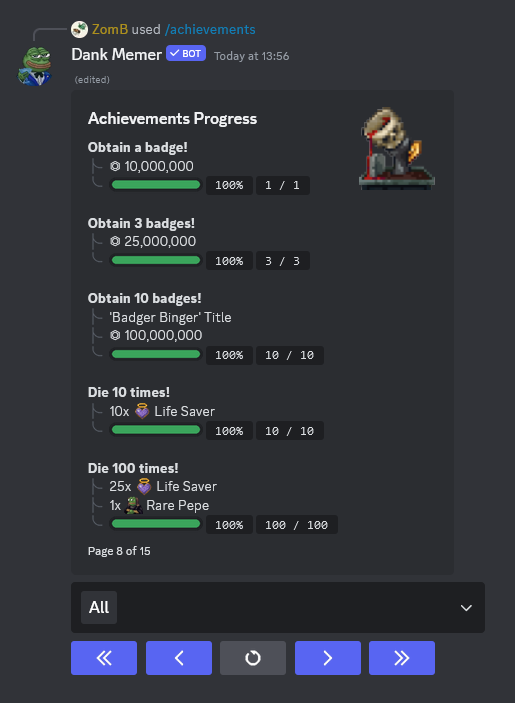 ZomB used /achievements
Dank Memer BOT Today at 13:56
(edited)
Achievements Progress
Obtain a badge!
10,000,000
100% 1 / 1
Obtain 3 badges!
25,000,000
100% 3 / 3
Obtain 10 badges!
'Badger Binger' Title
100,000,000
100% 10 / 10
Die 10 times!
10x Life Saver
100% 10 / 10
Die 100 times!
25x Life Saver
1x Rare Pepe
100% 100 / 100
Page 8 of 15
All